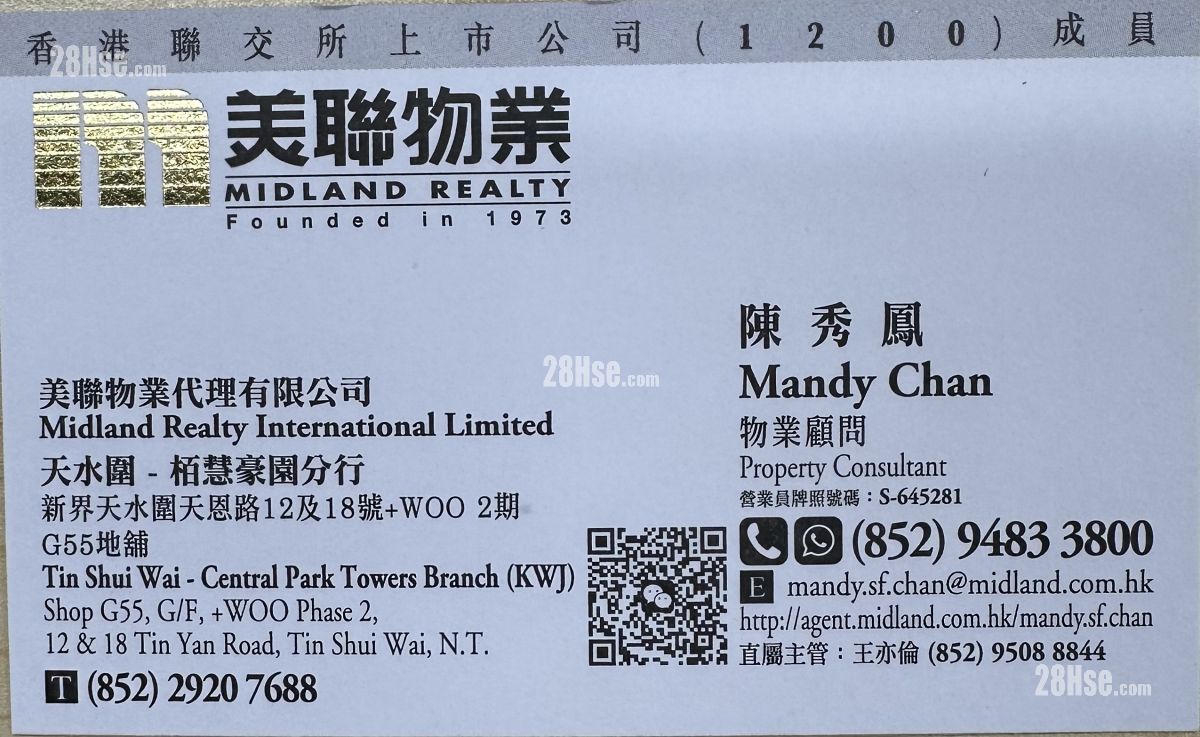 香港聯交所上市公司(1200)成員
28Hse.com
美聯物業
MIDLAND REALTY
Founded in 1973
陳秀鳳
Mandy Chan
物業顧問
Property Consultant
營業員牌照號碼：S-645281
(852) 9483 3800
E mandy.sf.chan@midland.com.hk
http://agent.midland.com.hk/mandy.sf.chan
直屬主管：王亦倫 (852) 9508 8844
28Hse.com
美聯物業代理有限公司
Midland Realty International Limited
天水圍 - 栢慧豪園分行
新界天水圍天恩路12及18號+WOO 2期
G55地舖
Tin Shui Wai - Central Park Towers Branch (KWJ)
Shop G55, G/F, +WOO Phase 2,
12 & 18 Tin Yan Road, Tin Shui Wai, N.T.
T (852) 2920 7688
28Hse.com